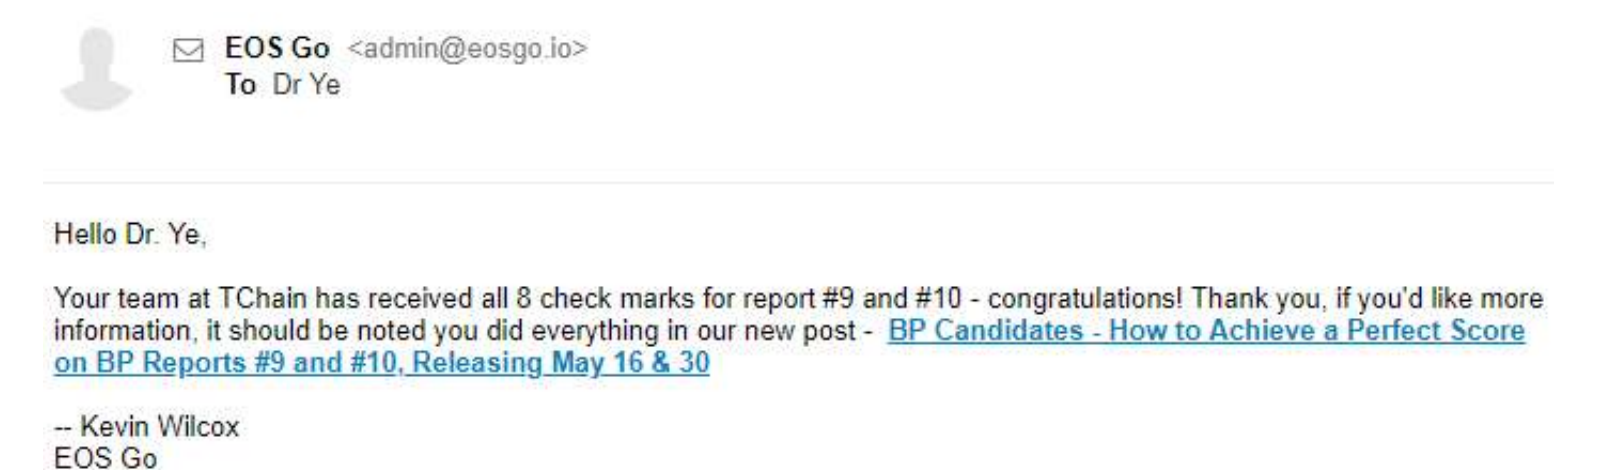 EOS Go <admin@eosgo.io>
To Dr Ye
Hello Dr. Ye,
Your team at TChain has received all 8 check marks for report #9 and #10 - congratulations! Thank you, if you'd like more
information, it should be noted you did everything in our new post - BP Candidates - How to Achieve a Perfect Score
on BP Reports #9 and #10, Releasing May 16 & 30
-- Kevin Wilcox
EOS Go